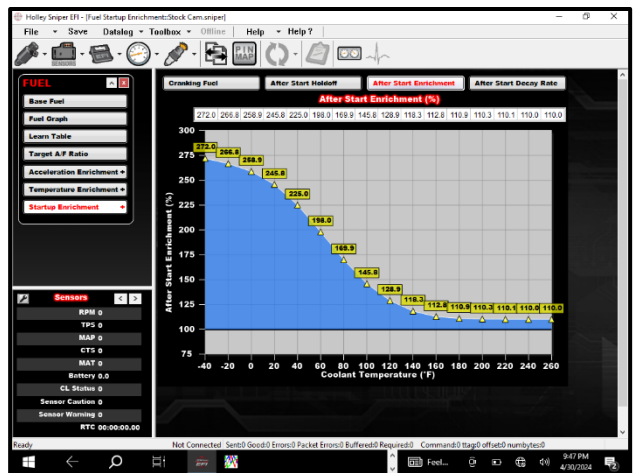 Holley Sniper EFI - [Fuel Startup Enrichment:Stock Cam.sniper]
File Save Datalog Toolbox Offline Help Help ?
SENSORS PIN MAP
FUEL
Base Fuel
Fuel Graph
Learn Table
Target A/F Ratio
Acceleration Enrichment +
Temperature Enrichment +
Startup Enrichment +
Cranking Fuel After Start Holdoff After Start Enrichment After Start Decay Rate
After Start Enrichment (%)
272.0 266.8 258.9 245.8 225.0 198.0 169.9 145.8 128.9 118.3 112.8 110.9 110.3 110.1 110.0 110.0
After Start Enrichment (%)
300
275
250
225
200
175
150
125
100
75
272.0
266.8
258.9
245.8
225.0
198.0
169.9
145.8
128.9
118.3
112.8 110.9 110.3 110.1 110.0 110.0
-40 -20 0 20 40 60 80 100 120 140 160 180 200 220 240 260
Coolant Temperature (°F)
Sensors < >
RPM 0
TPS 0
MAP 0
CTS 0
MAT 0
Battery 0.0
CL Status 0
Sensor Caution 0
Sensor Warning 0
RTC 00:00:00.00
Ready Not Connected Sent:0 Good:0 Errors:0 Packet Errors:0 Buffered:0 Required:0 Command:0 ttag:0 offset:0 numbytes:0
EFI Feel... 9:47 PM
4/30/2024 2